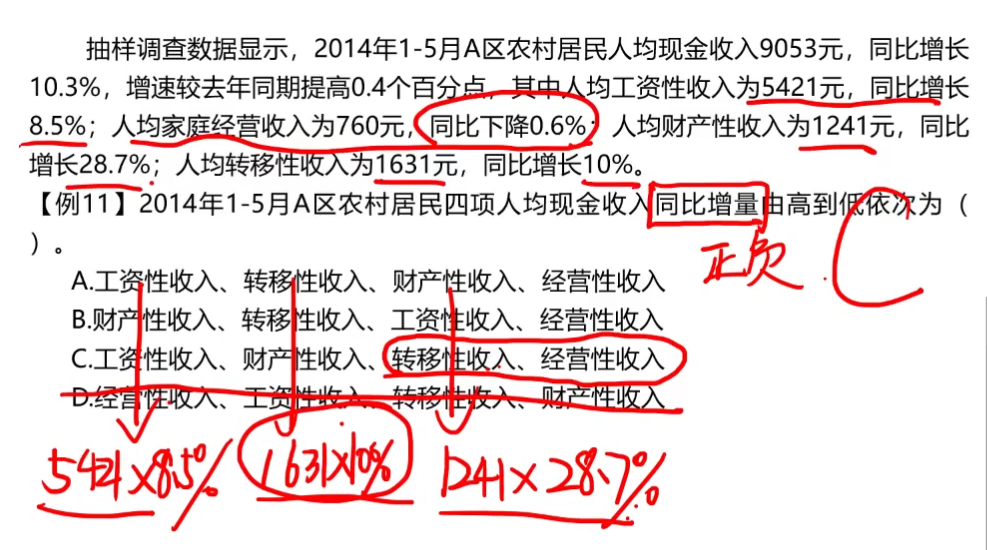 抽样调查数据显示，2014年1-5月A区农村居民人均现金收入9053元，同比增长
10.3%，增速较去年同期提高0.4个百分点，其中人均工资性收入为5421元，同比增长
8.5%；人均家庭经营收入为760元，同比下降0.6%；人均财产性收入为1241元，同比
增长28.7%；人均转移性收入为1631元，同比增长10%。
【例11】2014年1-5月A区农村居民四项人均现金收入同比增量由高到低依次为（
）。
正负
C
A.工资性收入、转移性收入、财产性收入、经营性收入
B.财产性收入、转移性收入、工资性收入、经营性收入
C.工资性收入、财产性收入、转移性收入、经营性收入
D.经营性收入、工资性收入、转移性收入、财产性收入
5421×8.5% 1631×10% 1241×28.7%